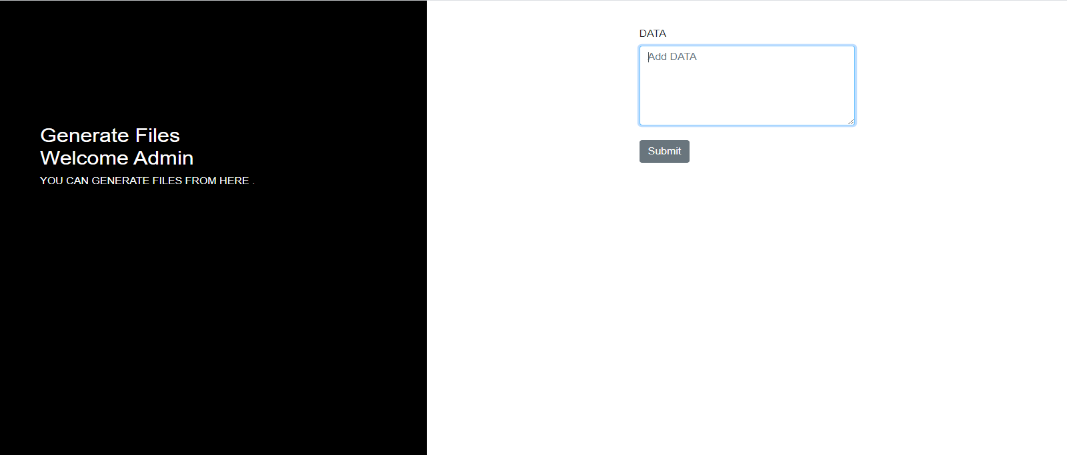 Generate Files
Welcome Admin
YOU CAN GENERATE FILES FROM HERE .
DATA
Add DATA
Submit